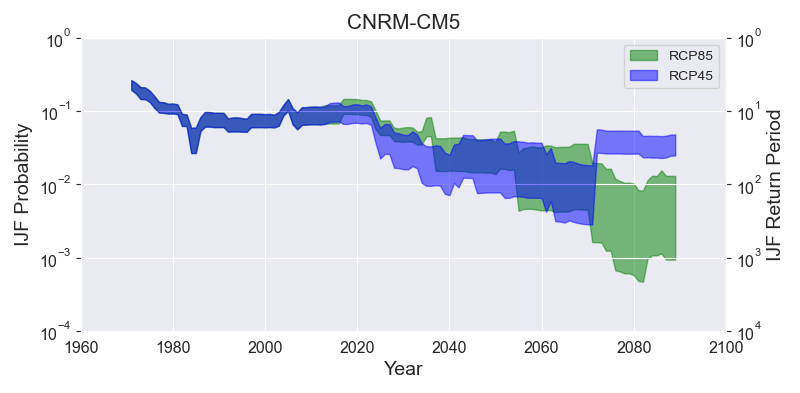 CNRM-CM5
10^0
10^-1
10^-2
10^-3
10^-4
IJF Probability
10^0
10^1
10^2
10^3
10^4
IJF Return Period
RCP85
RCP45
1960 1980 2000 2020 2040 2060 2080 2100
Year